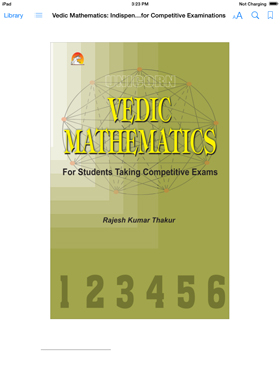 iPad 3:23 PM Not Charging
Library Vedic Mathematics: Indispen...for Competitive Examinations AA
VEDIC
MATHEMATICS
For Students Taking Competitive Exams
Rajesh Kumar Thakur
1 2 3 4 5 6